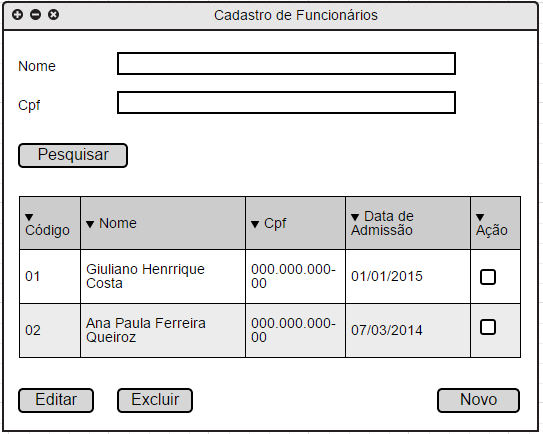 Cadastro de Funcionários
Nome
Cpf
Pesquisar
Código Nome Cpf Data de Admissão Ação
01 Giuliano Henrrique Costa 000.000.000-00 01/01/2015
02 Ana Paula Ferreira Queiroz 000.000.000-00 07/03/2014
Editar Excluir Novo